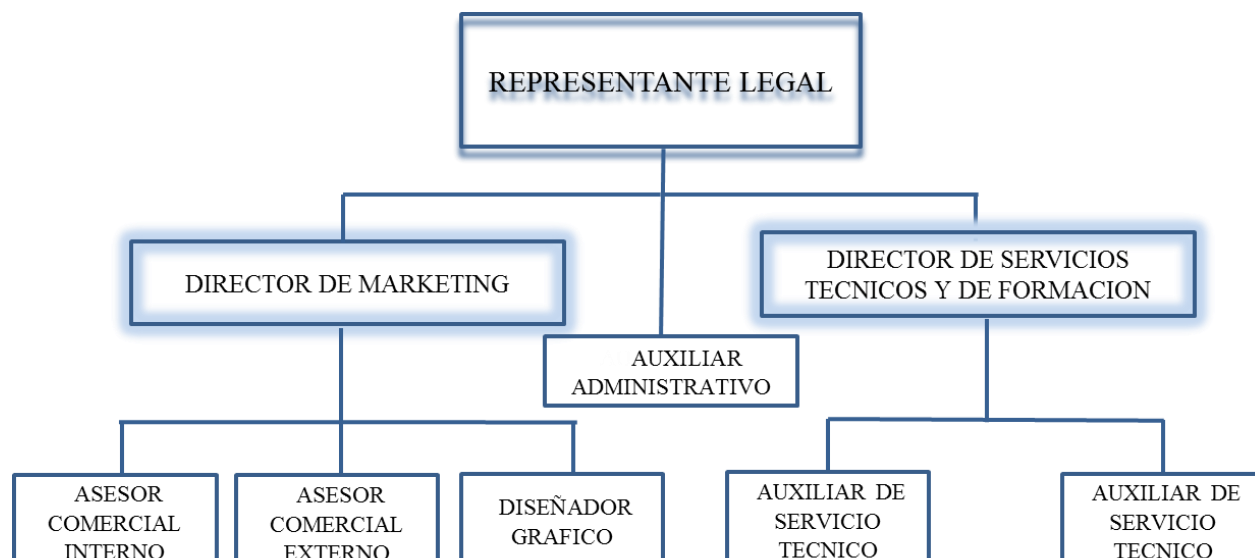 REPRESENTANTE LEGAL
DIRECTOR DE MARKETING
DIRECTOR DE SERVICIOS
TECNICOS Y DE FORMACION
AUXILIAR
ADMINISTRATIVO
ASESOR
COMERCIAL
INTERNO
ASESOR
COMERCIAL
EXTERNO
DISEÑADOR
GRAFICO
AUXILIAR DE
SERVICIO
TECNICO
AUXILIAR DE
SERVICIO
TECNICO